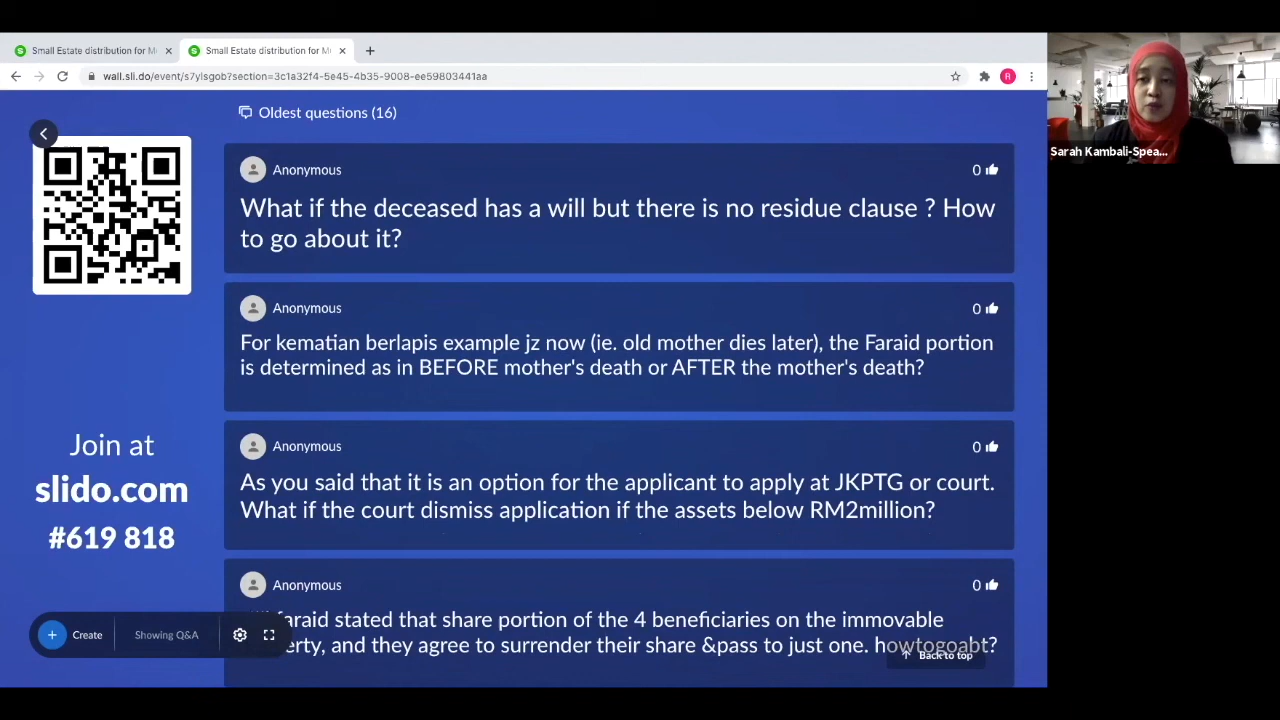 Small Estate distribution for M
Small Estate distribution for M
wall.sli.do/event/s7ylsgob?section=3c1a32f4-5e45-4b35-9008-ee59803441aa
R
Oldest questions (16)
Anonymous
0
What if the deceased has a will but there is no residue clause ? How
to go about it?
Anonymous
0
For kematian berlapis example jz now (ie. old mother dies later), the Faraid portion
is determined as in BEFORE mother's death or AFTER the mother's death?
Anonymous
0
As you said that it is an option for the applicant to apply at JKPTG or court.
What if the court dismiss application if the assets below RM2million?
Anonymous
0
faraid stated that share portion of the 4 beneficiaries on the immovable
erty, and they agree to surrender their share &pass to just one. howtogoabt?
Back to top
Join at
slido.com
#619 818
Create
Showing Q&A
Sarah Kambali-Spea...